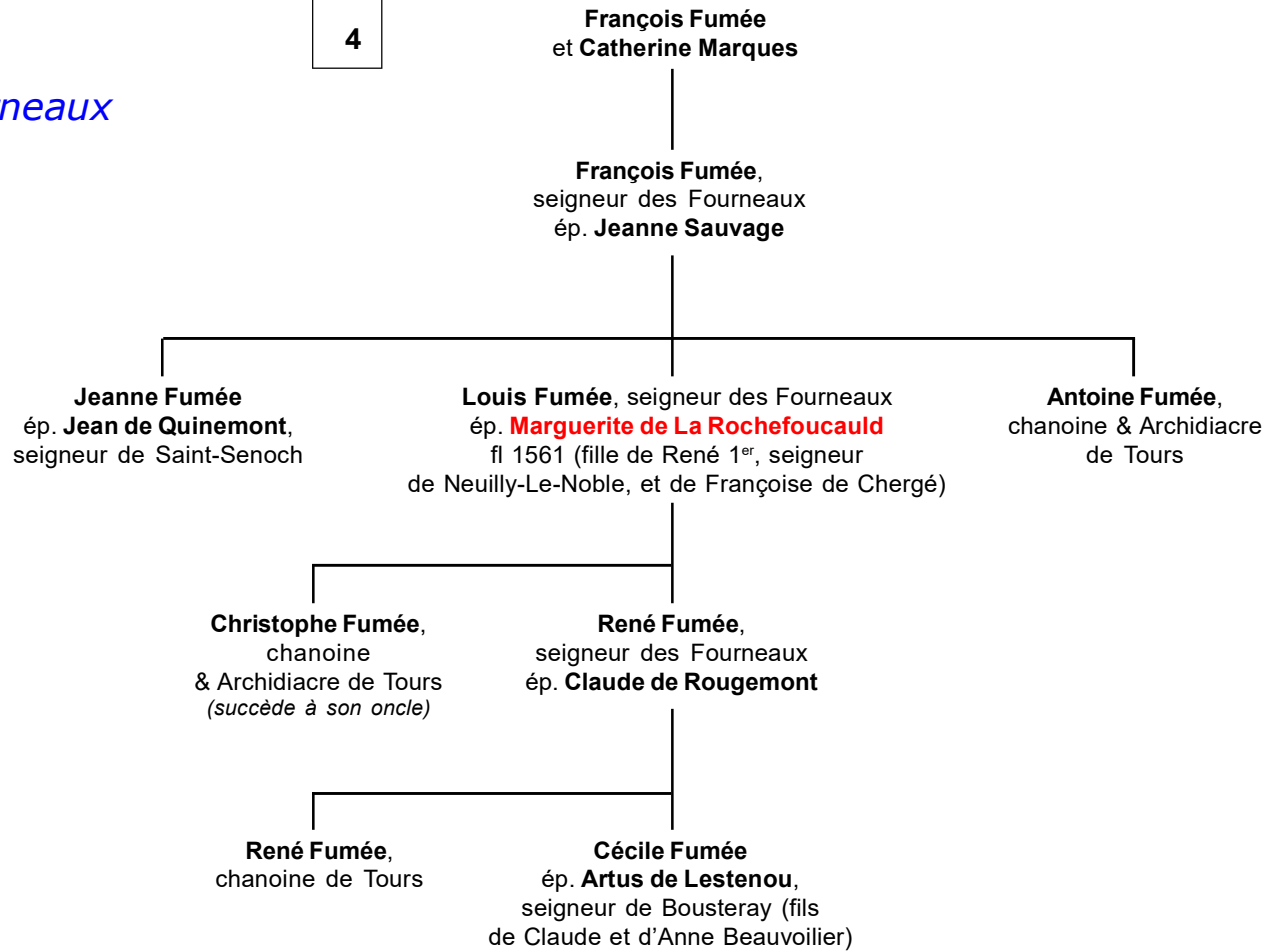 4
François Fumée
et Catherine Marques
neaux
François Fumée,
seigneur des Fourneaux
ép. Jeanne Sauvage
Jeanne Fumée
ép. Jean de Quinemont,
seigneur de Saint-Senoch
Louis Fumée, seigneur des Fourneaux
ép. Marguerite de La Rochefoucauld
fl 1561 (fille de René 1er, seigneur
de Neuilly-Le-Noble, et de Françoise de Chergé)
Antoine Fumée,
chanoine & Archidiacre
de Tours
Christophe Fumée,
chanoine
& Archidiacre de Tours
(succède à son oncle)
René Fumée,
seigneur des Fourneaux
ép. Claude de Rougemont
René Fumée,
chanoine de Tours
Cécile Fumée
ép. Artus de Lestenou,
seigneur de Bousteray (fils
de Claude et d'Anne Beauvoilier)